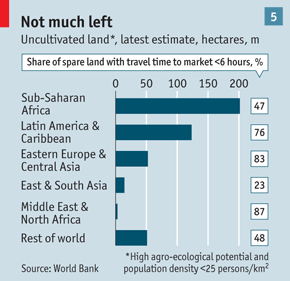 Not much left
5
Uncultivated land*, latest estimate, hectares, m
Share of spare land with travel time to market <6 hours, %
0 50 100 150 200
Sub-Saharan
Africa
47
Latin America &
Caribbean
76
Eastern Europe &
Central Asia
83
East & South Asia
23
Middle East &
North Africa
87
Rest of world
48
*High agro-ecological potential and
population density <25 persons/km²
Source: World Bank